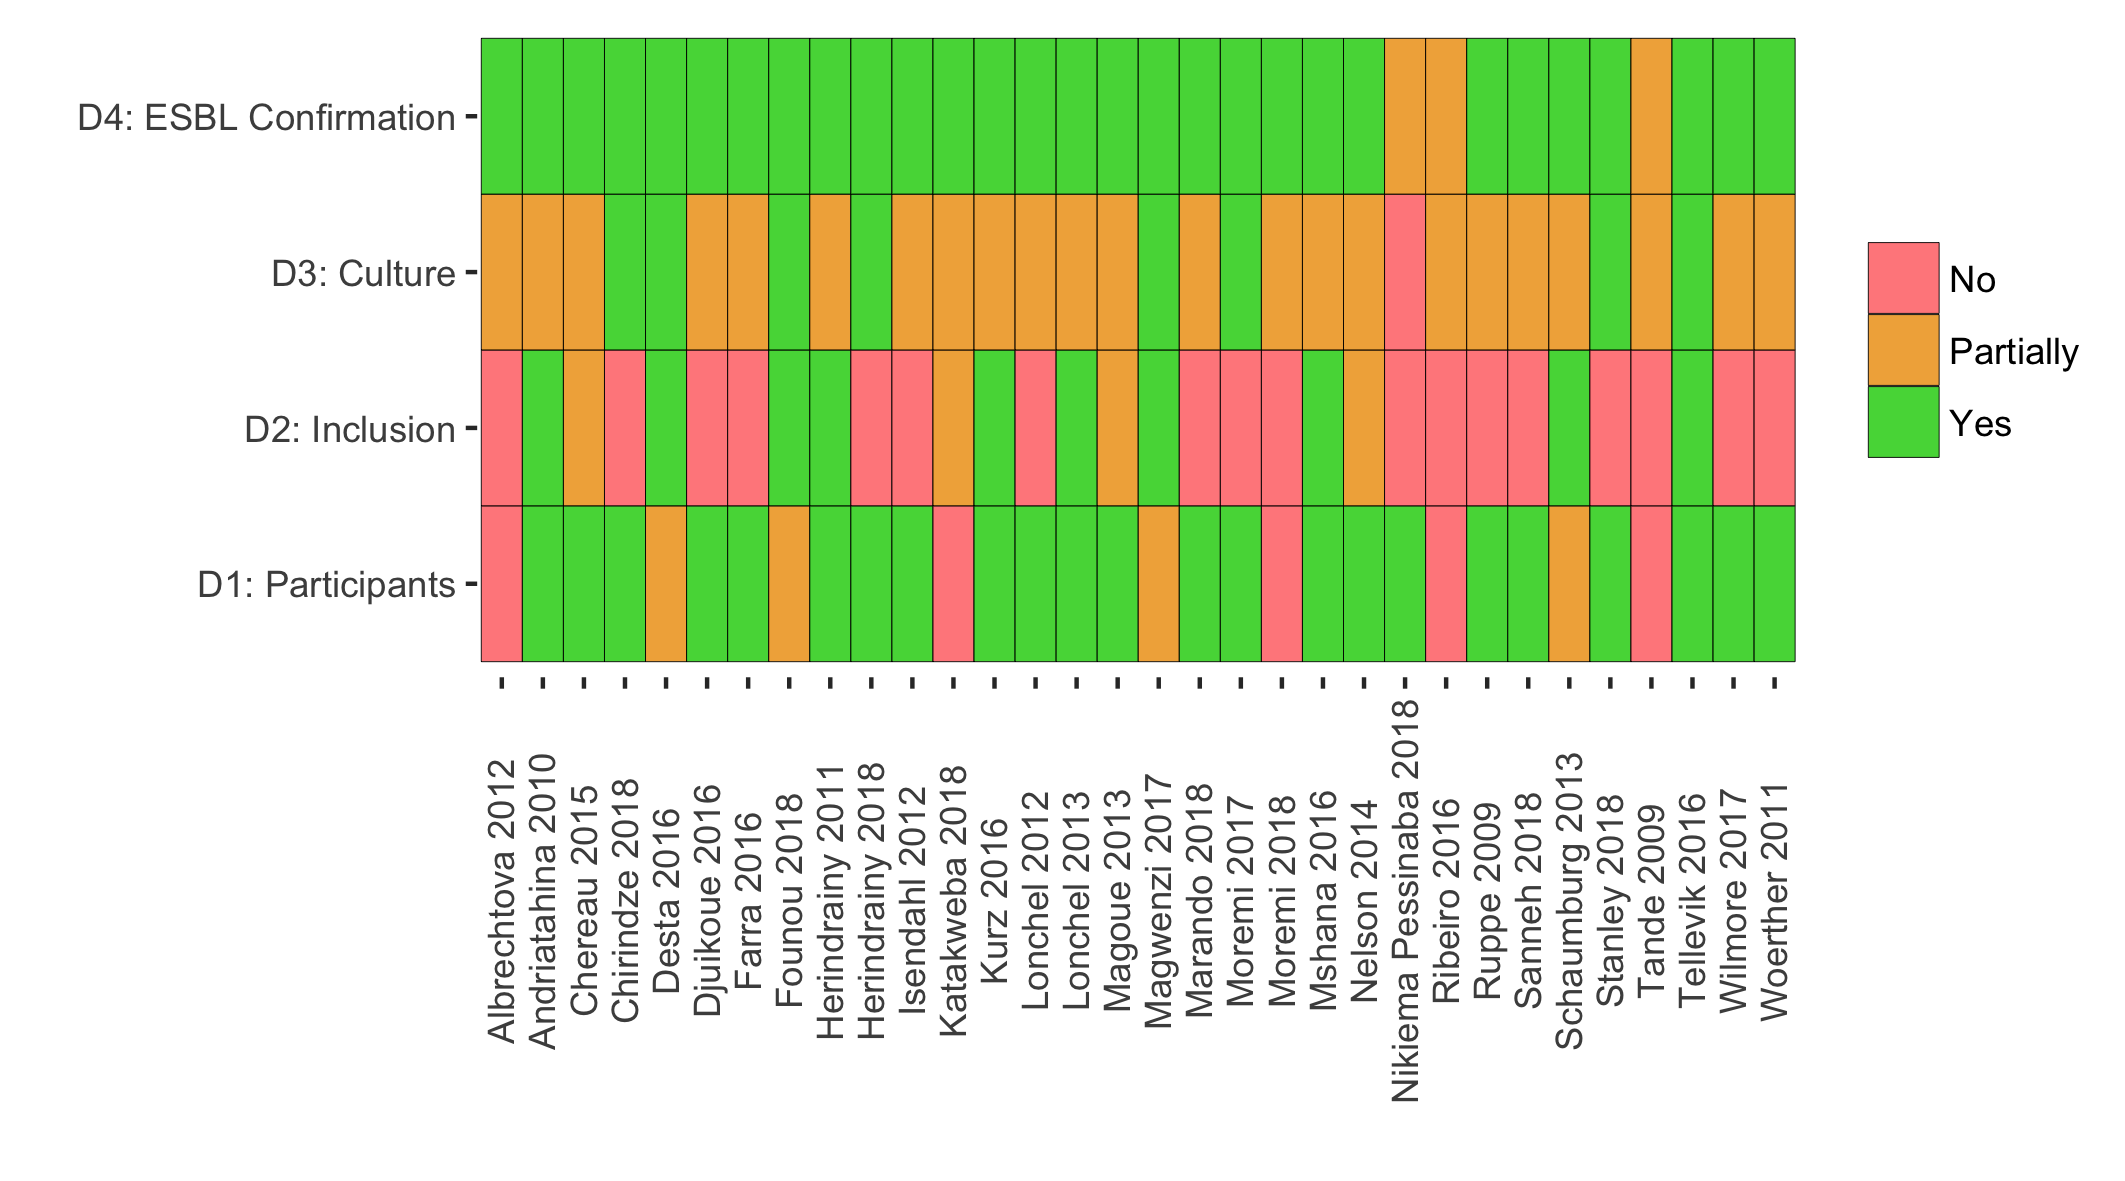 D4: ESBL Confirmation
D3: Culture
D2: Inclusion
D1: Participants
No
Partially
Yes
Albrechtova 2012
Andriatahina 2010
Chereau 2015
Chirindze 2018
Desta 2016
Djuikoue 2016
Farra 2016
Founou 2018
Herindrainy 2011
Herindrainy 2018
Isendahl 2012
Katakweba 2018
Kurz 2016
Lonchel 2012
Lonchel 2013
Magoue 2013
Magwenzi 2017
Marando 2018
Moremi 2017
Moremi 2018
Mshana 2016
Nelson 2014
Nikiema Pessinaba 2018
Ribeiro 2016
Ruppe 2009
Sanneh 2018
Schaumburg 2013
Stanley 2018
Tande 2009
Tellevik 2016
Wilmore 2017
Woerther 2011